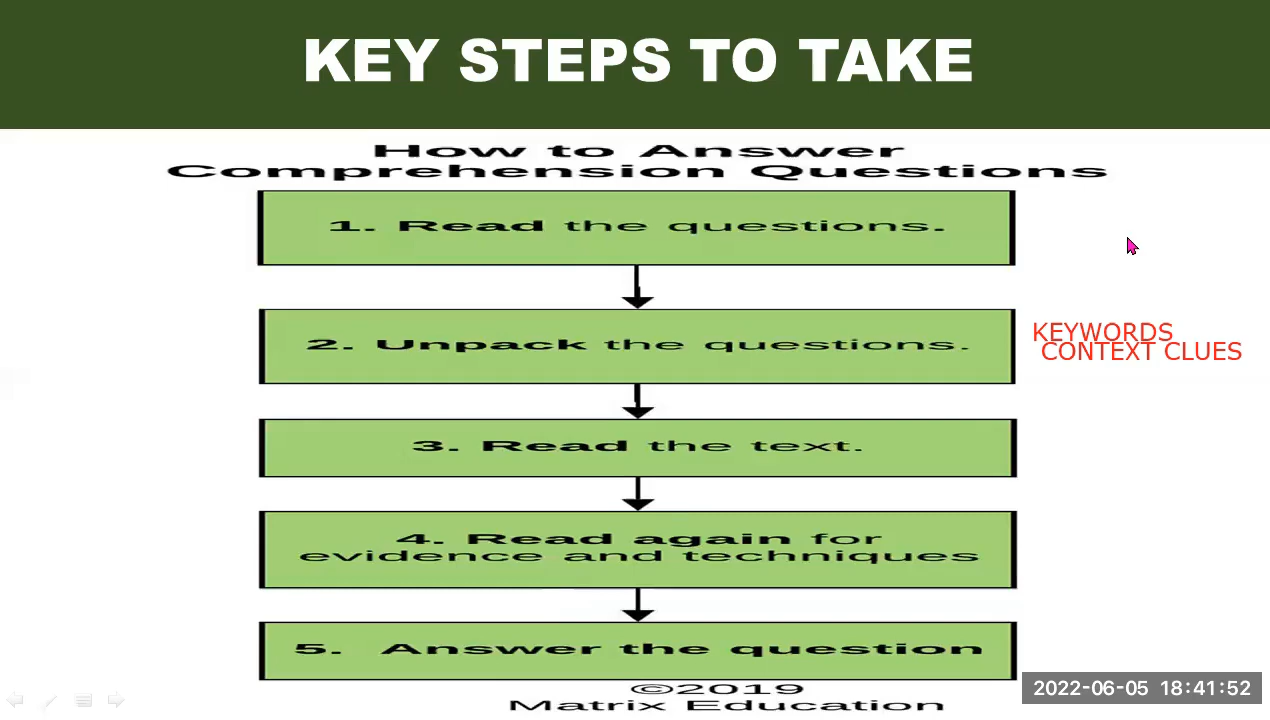 KEY STEPS TO TAKE
How to Answer
Comprehension Questions
1. Read the questions.
2. Unpack the questions.
KEYWORDS
CONTEXT CLUES
3. Read the text.
4. Read again for
evidence and techniques
5. Answer the question
©2019
Matrix Education
2022-06-05 18:41:52